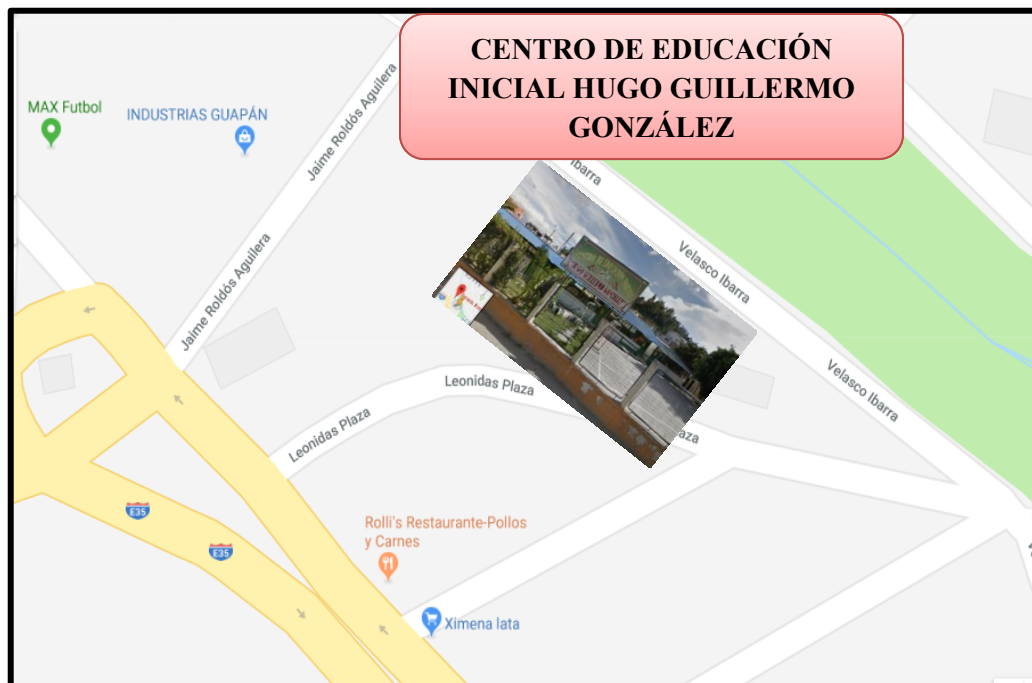 CENTRO DE EDUCACIÓN
INICIAL HUGO GUILLERMO
GONZÁLEZ
MAX Futbol
INDUSTRIAS GUAPÁN
Jaime Roldós Aguilera
Ibarra
Velasco Ibarra
Jaime Roldós Aguilera
Velasco Ibarra
Leonidas Plaza
Leonidas Plaza
aza
E35
E35
Rolli's Restaurante-Pollos
y Carnes
Ximena lata